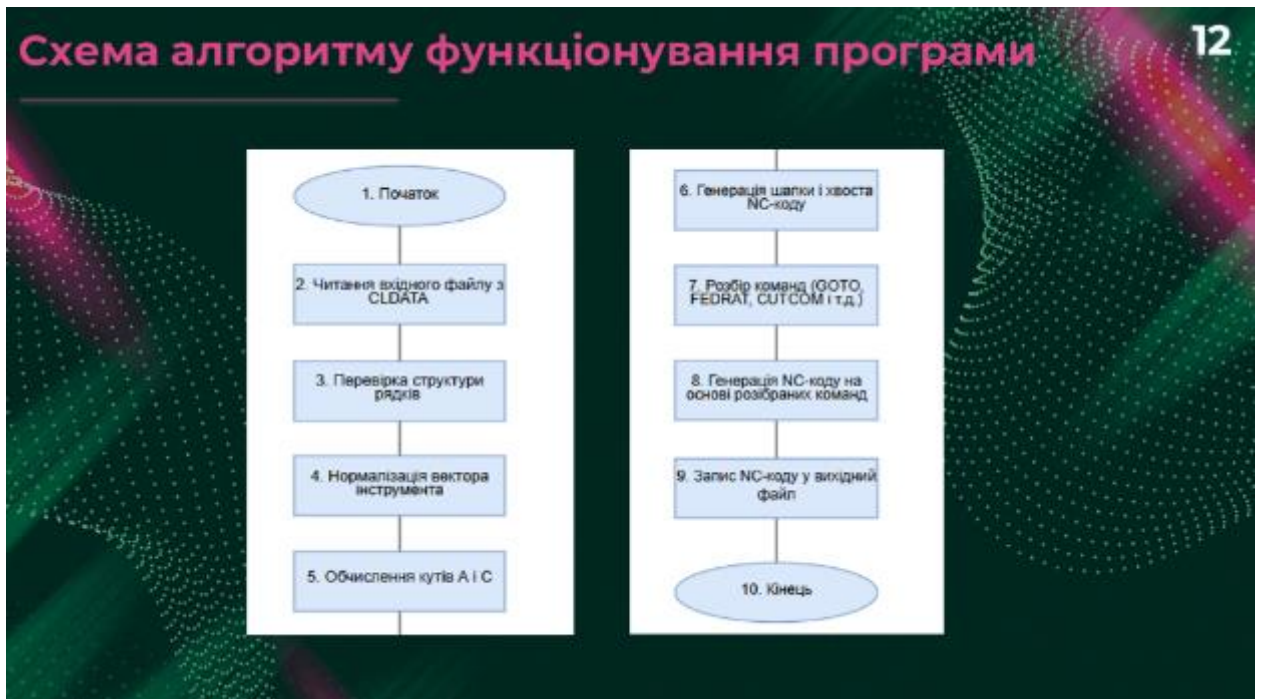 Схема алгоритму функціонування програми
12
1. Початок
2. Читання вхідного файлу з
CLDATA
3. Перевірка структури
рядків
4. Нормалізація вектора
інструмента
5. Обчислення кутів А і С
6. Генерація шапки і хвоста
NC-коду
7. Розбір команд (GOTO,
FEDRAT, CUTCOM і т.д.)
8. Генерація NC-коду на
основі розібраних команд
9. Запис NC-коду у вихідний
файл
10. Кінець